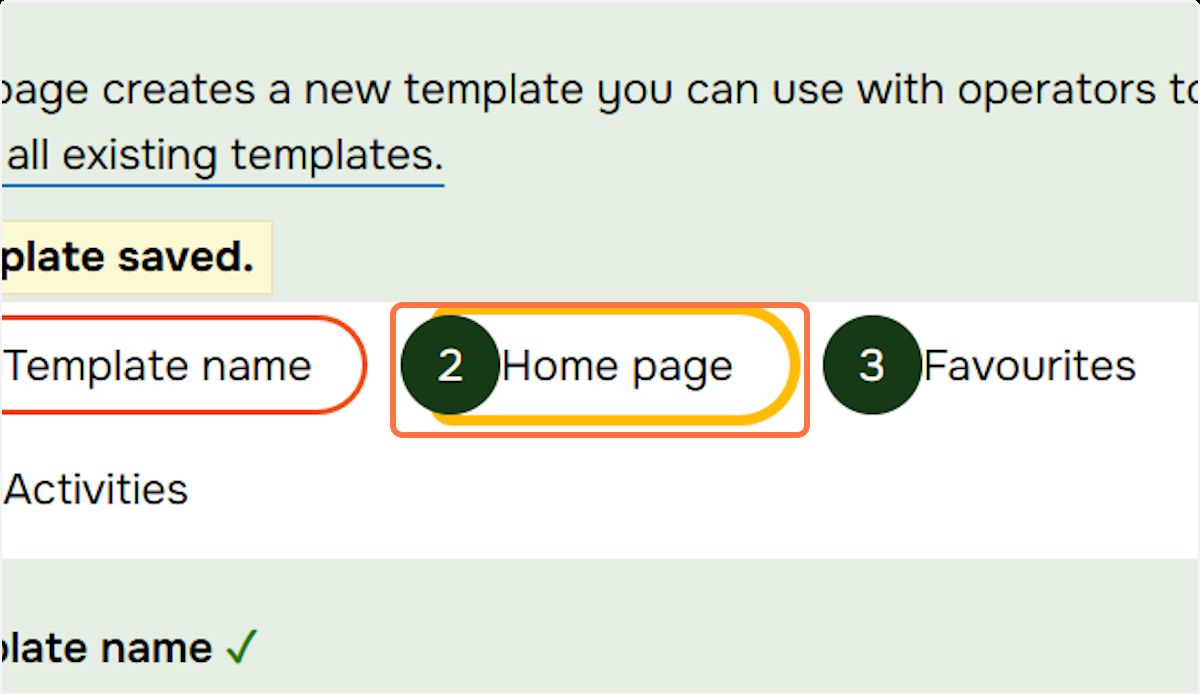 page creates a new template you can use with operators to
all existing templates.
plate saved.
Template name 2 Home page 3 Favourites
Activities
plate name ✓